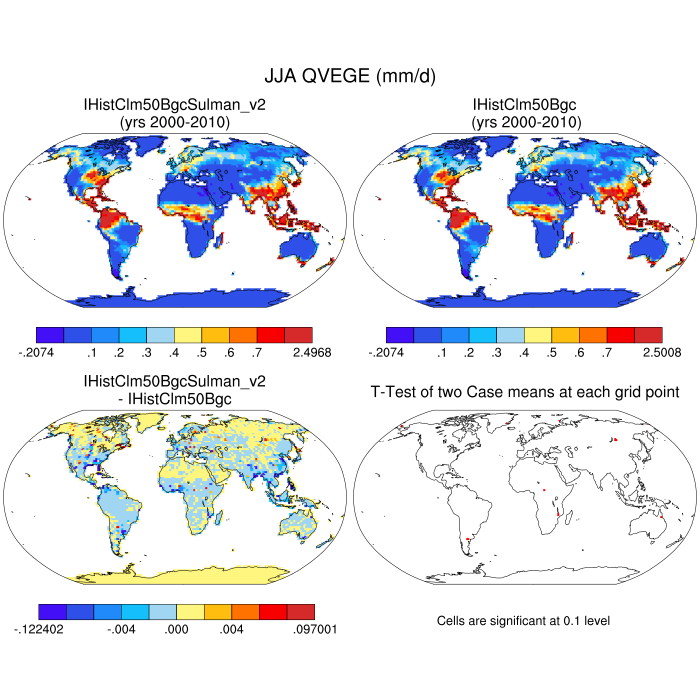 JJA QVEGE (mm/d)
IHistClm50BgcSulman_v2
(yrs 2000-2010)
IHistClm50Bgc
(yrs 2000-2010)
-.2074 .1 .2 .3 .4 .5 .6 .7 2.4968
-.2074 .1 .2 .3 .4 .5 .6 .7 2.5008
IHistClm50BgcSulman_v2
- IHistClm50Bgc
T-Test of two Case means at each grid point
-.122402 -.004 .000 .004 .097001
Cells are significant at 0.1 level